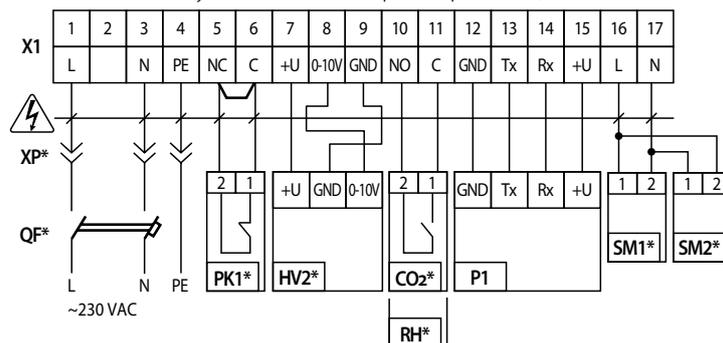 1 2 3 4 5 6 7 8 9 10 11 12 13 14 15 16 17
X1
L N PE NC C +U 0-10V GND NO C GND Tx Rx +U L N
XP*
2 1 +U GND 0-10V 2 1 GND Tx Rx +U 1 2 1 2
QF*
SM1* SM2*
L N PE PK1* HV2* CO2* P1
~230 VAC
RH*